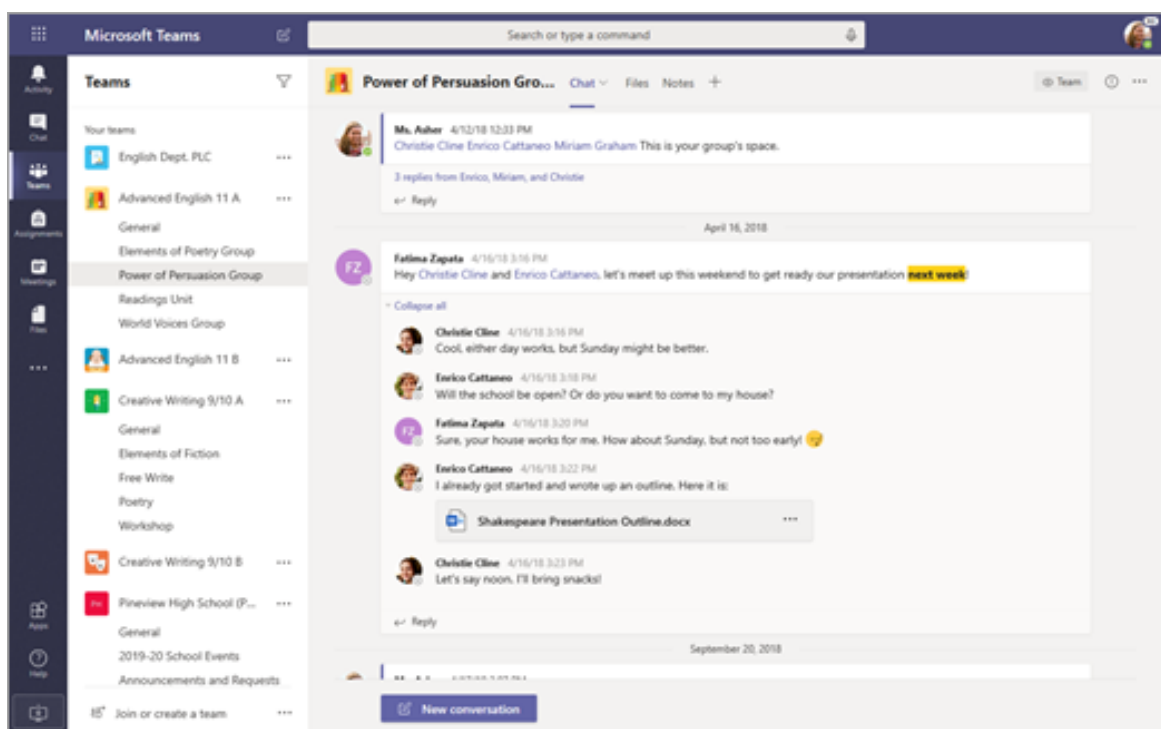 Microsoft Teams
Search or type a command
Activity
Chat
Teams
Assignments
Meetings
Files
Apps
Help
Teams
Your teams
English Dept. PLC
Advanced English 11 A
General
Elements of Poetry Group
Power of Persuasion Group
Readings Unit
World Voices Group
Advanced English 11 B
Creative Writing 9/10 A
General
Elements of Fiction
Free Write
Poetry
Workshop
Creative Writing 9/10 B
Pineview High School (P...
General
2019-20 School Events
Announcements and Requests
Join or create a team
Power of Persuasion Gro... Chat Files Notes
Team
Ms. Asher 4/12/18 12:33 PM
Christie Cline Enrico Cattaneo Miriam Graham This is your group's space.
3 replies from Enrico, Miriam, and Christie
Reply
April 16, 2018
FZ
Fatima Zapata 4/16/18 3:16 PM
Hey Christie Cline and Enrico Cattaneo, let's meet up this weekend to get ready our presentation next week!
Collapse all
Christie Cline 4/16/18 3:16 PM
Cool, either day works, but Sunday might be better.
Enrico Cattaneo 4/16/18 3:18 PM
Will the school be open? Or do you want to come to my house?
FZ
Fatima Zapata 4/16/18 3:20 PM
Sure, your house works for me. How about Sunday, but not too early!
Enrico Cattaneo 4/16/18 3:22 PM
I already got started and wrote up an outline. Here it is:
Shakespeare Presentation Outline.docx
Christie Cline 4/16/18 3:23 PM
Let's say noon. I'll bring snacks!
Reply
September 20, 2018
New conversation